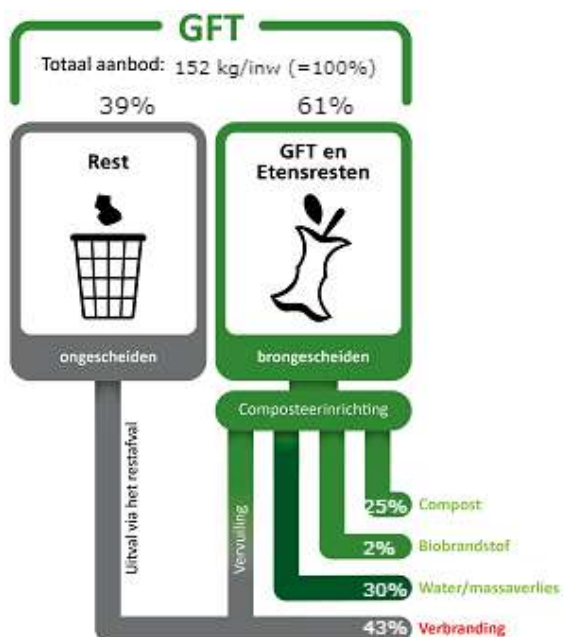 GFT
Totaal aanbod: 152 kg/inw (=100%)
39% 61%
Rest
GFT en
Etensresten
ongescheiden
brongescheiden
Composteerinrichting
Uitval via het restafval
Vervuiling
25% Compost
2% Biobrandstof
30% Water/massaverlies
43% Verbranding